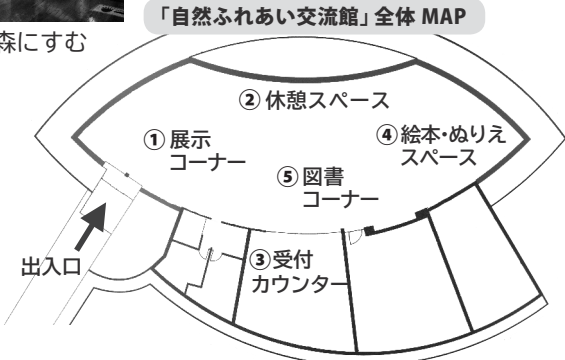 「自然ふれあい交流館」全体 MAP
森にすむ
② 休憩スペース
① 展示
コーナー
④ 絵本・ぬりえ
スペース
⑤ 図書
コーナー
出入口
③ 受付
カウンター